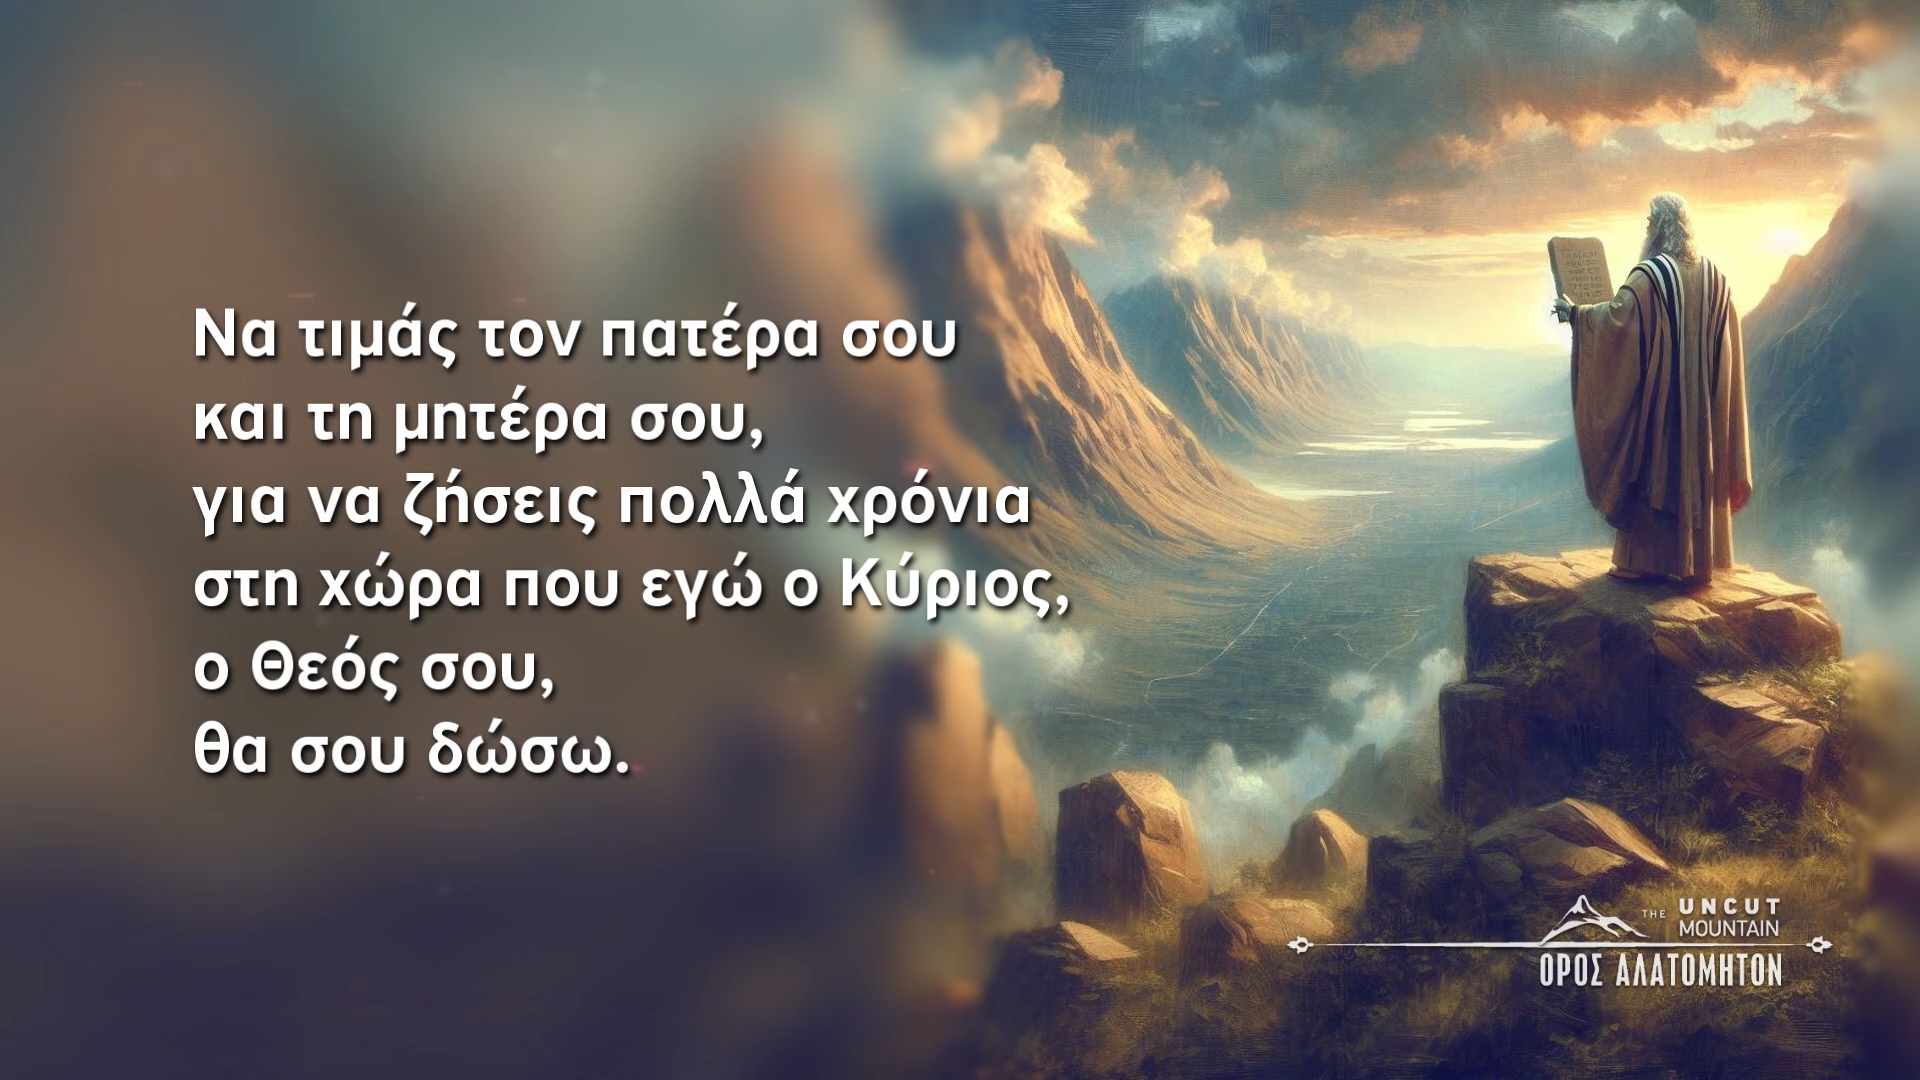 Να τιμάς τον πατέρα σου
και τη μητέρα σου,
για να ζήσεις πολλά χρόνια
στη χώρα που εγώ ο Κύριος,
ο Θεός σου,
θα σου δώσω.
THE UNCUT
MOUNTAIN
ΟΡΟΣ ΑΛΑΤΟΜΗΤΟΝ